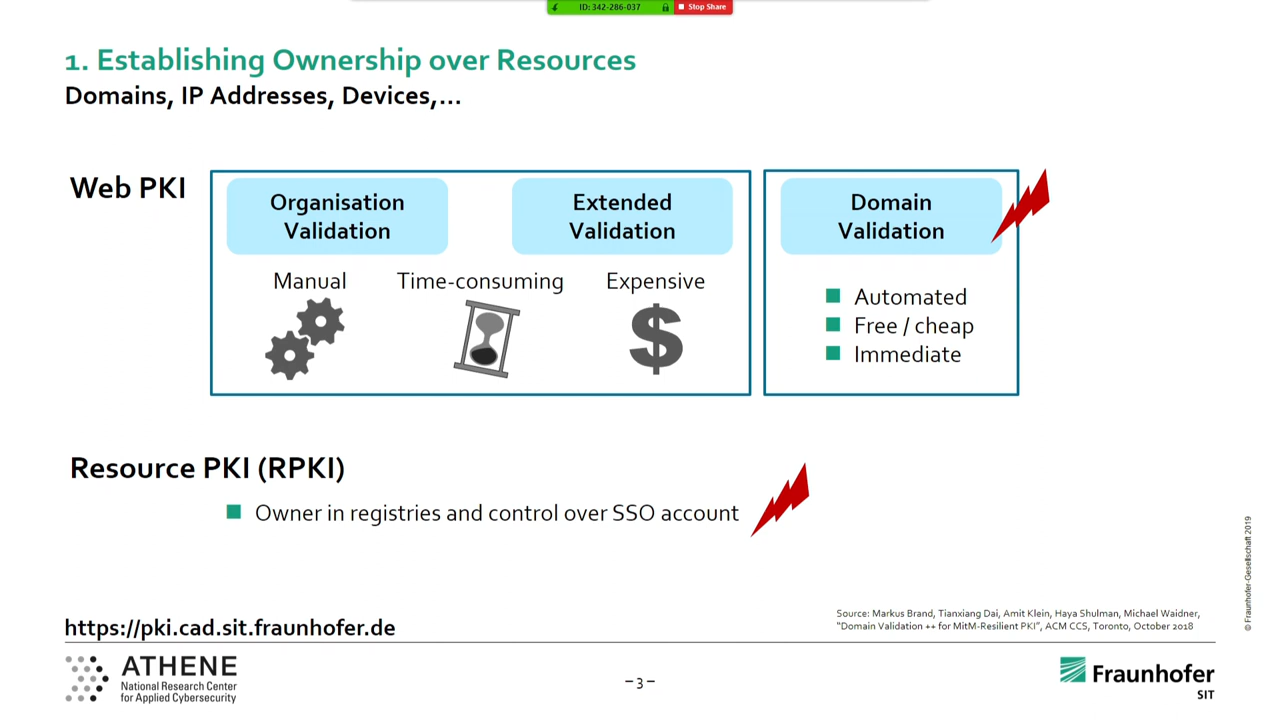 ID: 342-286-037
Stop Share
1. Establishing Ownership over Resources
Domains, IP Addresses, Devices,...
Web PKI
Organisation
Validation
Extended
Validation
Domain
Validation
Manual
Time-consuming
Expensive
$
Automated
Free / cheap
Immediate
Resource PKI (RPKI)
Owner in registries and control over SSO account
© Fraunhofer-Gesellschaft 2019
Source: Markus Brand, Tianxiang Dai, Amit Klein, Haya Shulman, Michael Waidner,
“Domain Validation ++ for MitM-Resilient PKI”, ACM CCS, Toronto, October 2018
https://pki.cad.sit.fraunhofer.de
ATHENE
National Research Center
for Applied Cybersecurity
– 3 –
Fraunhofer
SIT